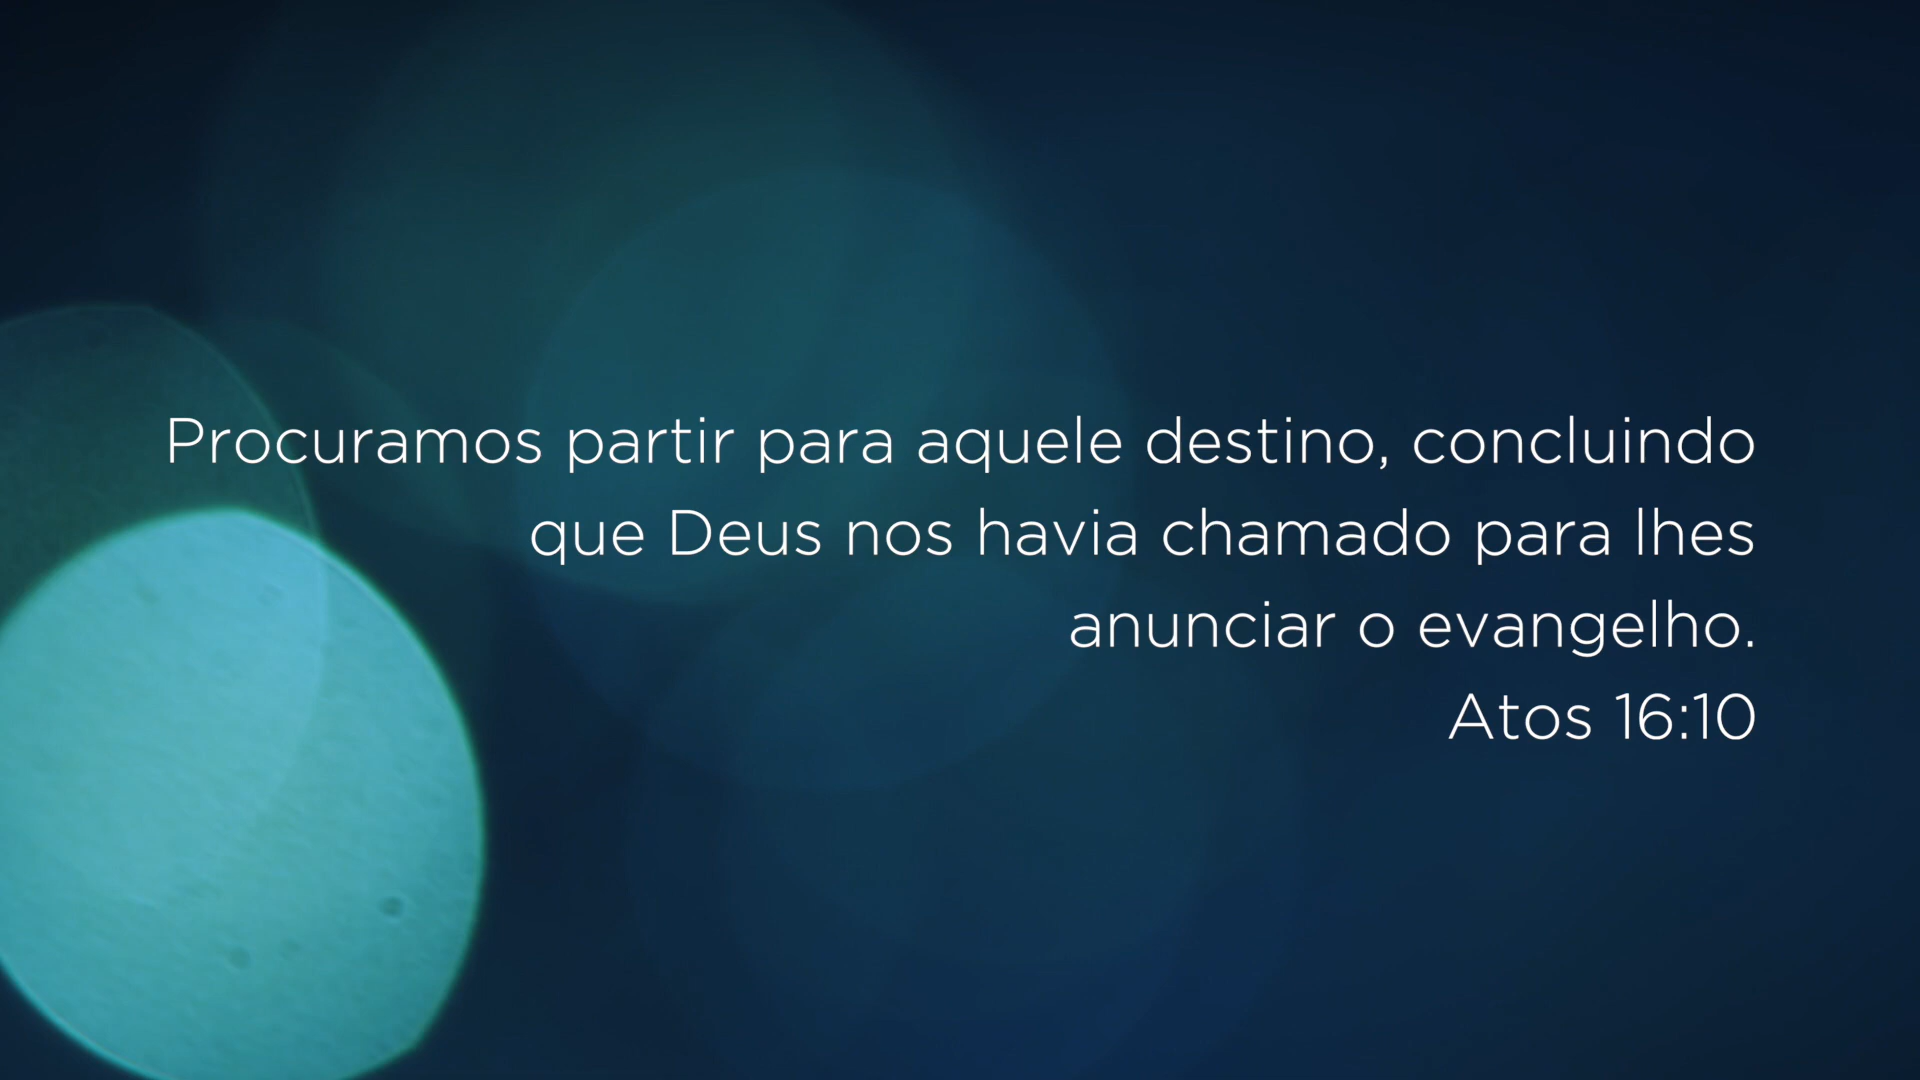 Procuramos partir para aquele destino, concluindo
que Deus nos havia chamado para lhes
anunciar o evangelho.
Atos 16:10